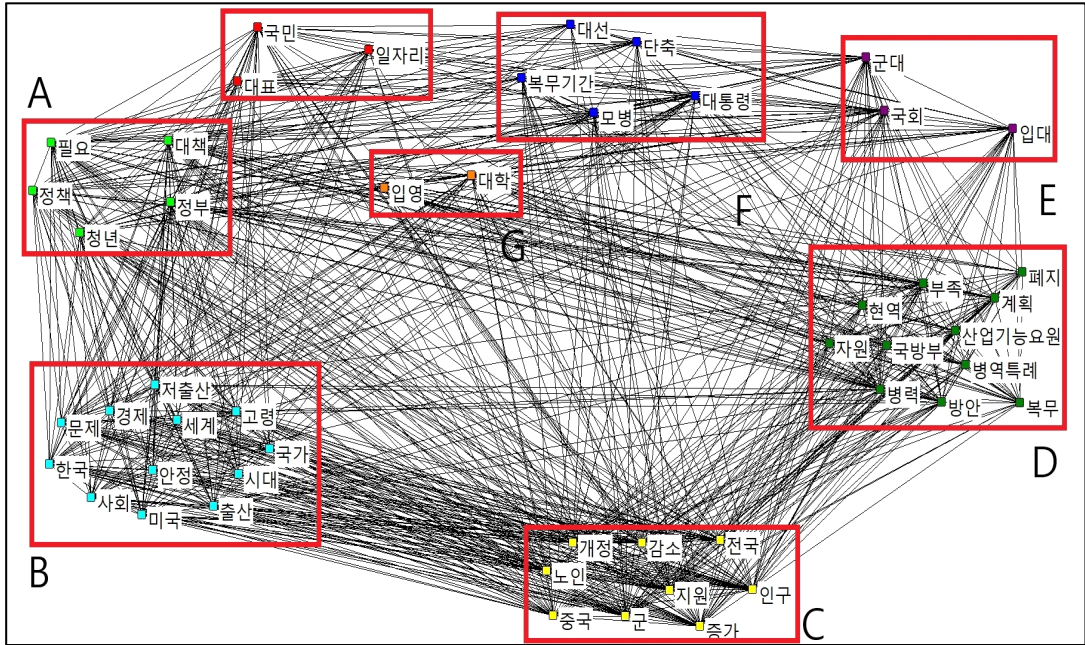 국민
일자리
대표
대선
단축
복무기간
대통령
모병
군대
국회
입대
A
필요
대책
정책
정부
청년
입영
대학
G
F
E
폐지
부족
계획
현역
산업기능요원
자원
국방부
병역특례
병력
방안
복무
D
저출산
경제
고령
문제
세계
국가
한국
안정
시대
사회
출산
미국
B
개정
감소
전국
노인
지원
인구
중국
군
증가
C